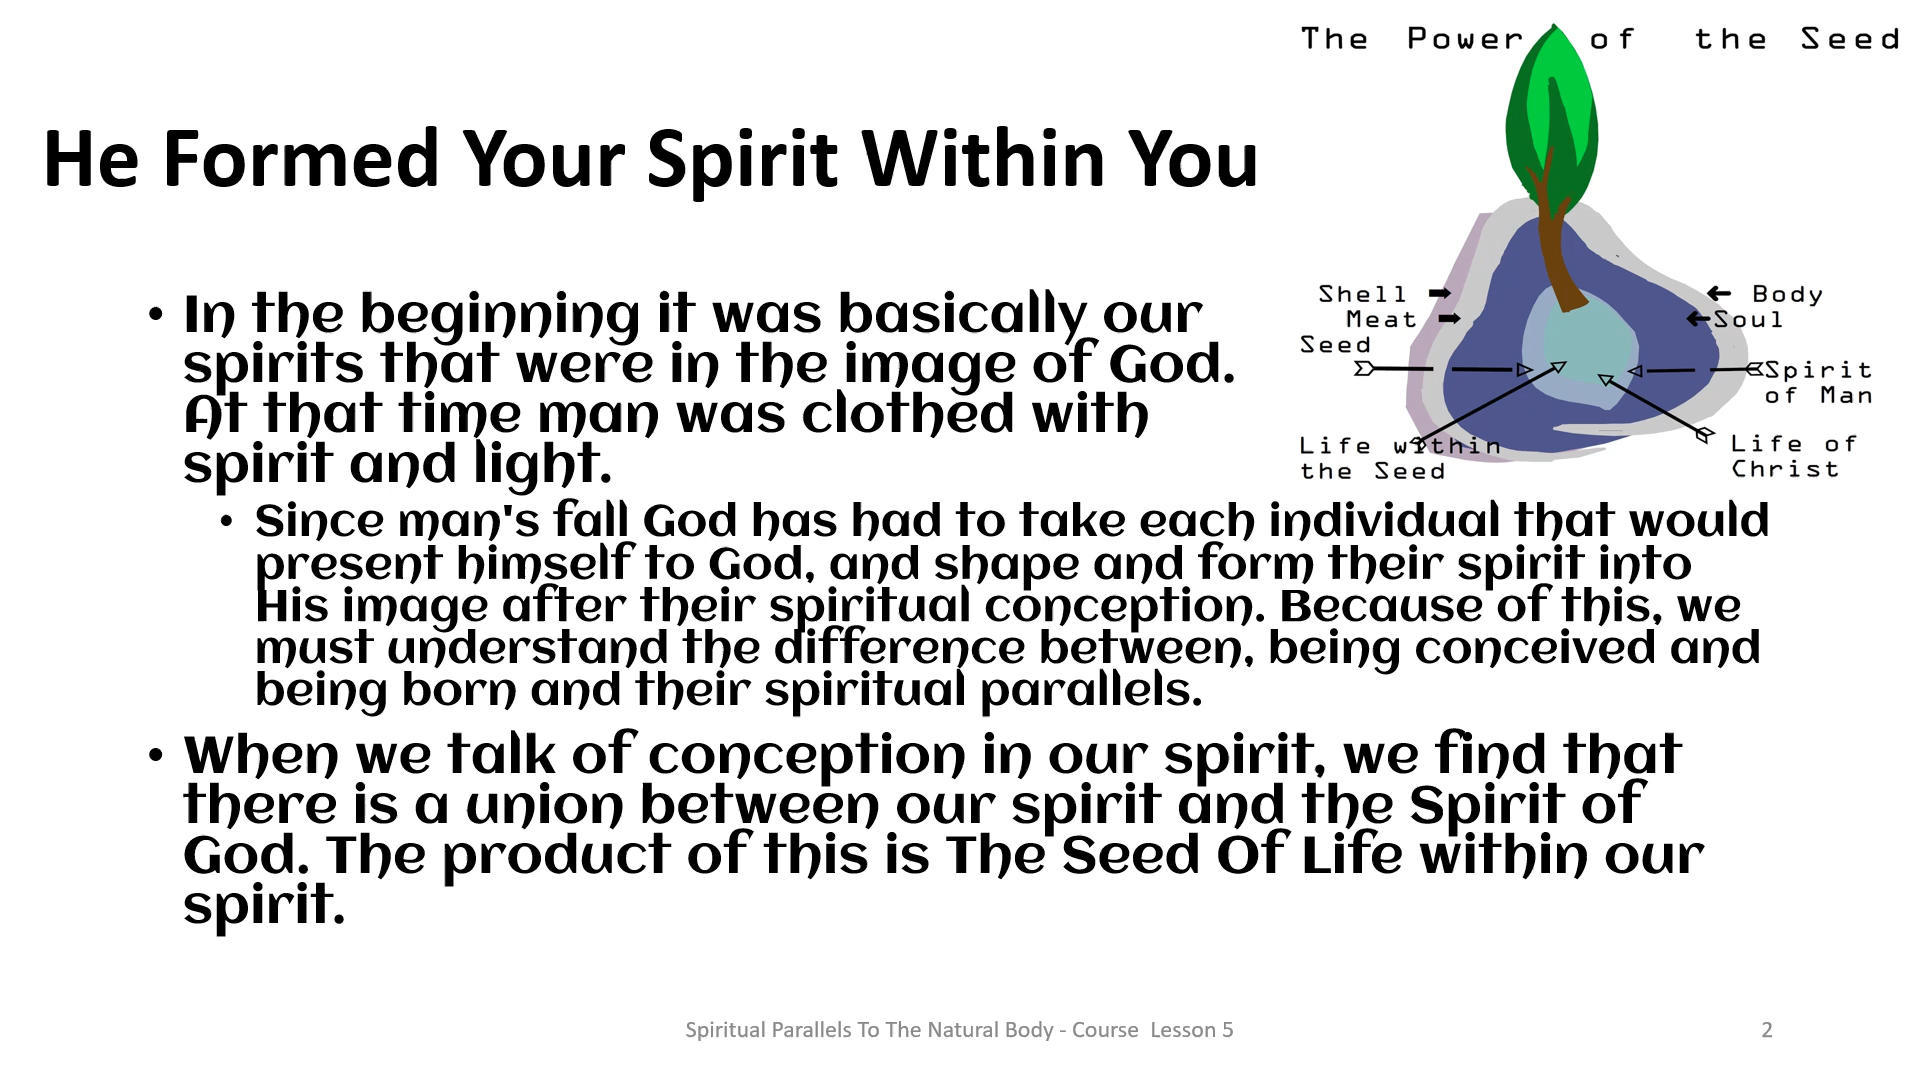 The Power of the Seed
He Formed Your Spirit Within You
• In the beginning it was basically our
spirits that were in the image of God.
At that time man was clothed with
spirit and light.
Shell
Meat
Seed
Life within
the Seed
Body
Soul
Spirit
of Man
Life of
Christ
• Since man's fall God has had to take each individual that would
present himself to God, and shape and form their spirit into
His image after their spiritual conception. Because of this, we
must understand the difference between, being conceived and
being born and their spiritual parallels.
• When we talk of conception in our spirit, we find that
there is a union between our spirit and the Spirit of
God. The product of this is The Seed Of Life within our
spirit.
Spiritual Parallels To The Natural Body - Course  Lesson 5
2